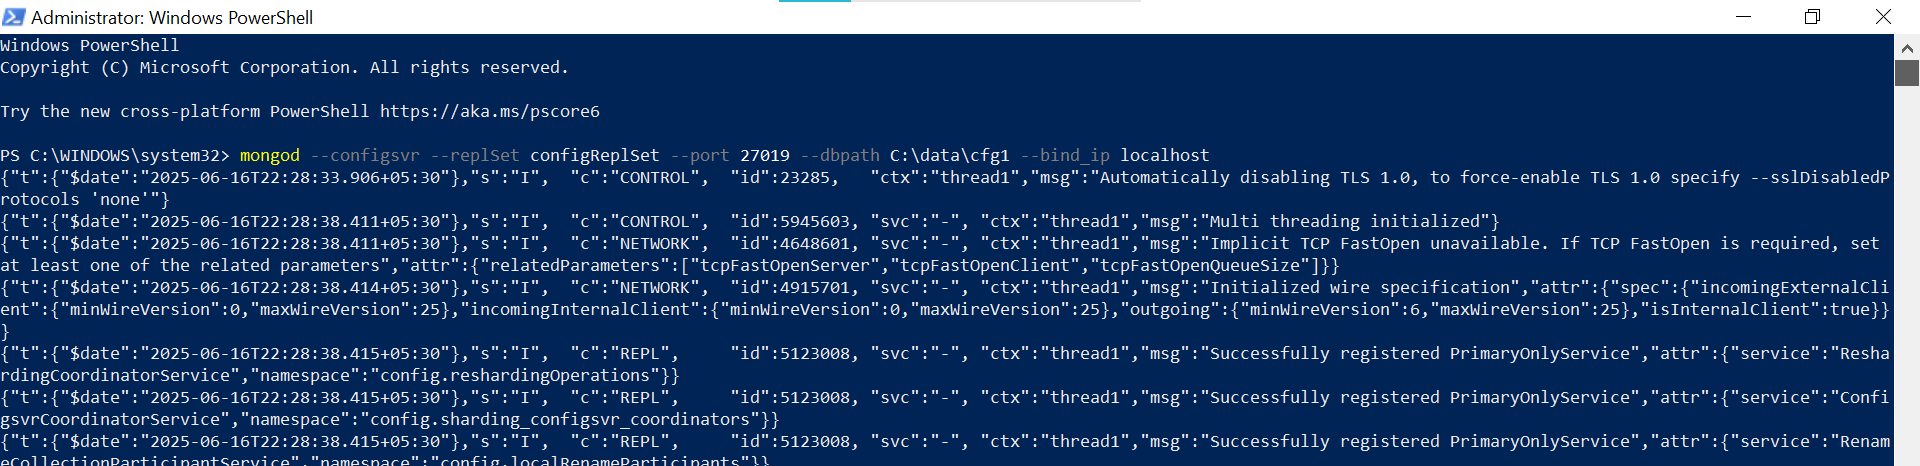 Administrator: Windows PowerShell
Windows PowerShell
Copyright (C) Microsoft Corporation. All rights reserved.
Try the new cross-platform PowerShell https://aka.ms/pscore6
PS C:\WINDOWS\system32> mongod --configsvr --replSet configReplSet --port 27019 --dbpath C:\data\cfg1 --bind_ip localhost
{"t":{"$date":"2025-06-16T22:28:33.906+05:30"},"s":"I",  "c":"CONTROL",  "id":23285,   "ctx":"thread1","msg":"Automatically disabling TLS 1.0, to force-enable TLS 1.0 specify --sslDisabledP
rotocols 'none'"}
{"t":{"$date":"2025-06-16T22:28:38.411+05:30"},"s":"I",  "c":"CONTROL",  "id":5945603, "svc":"-", "ctx":"thread1","msg":"Multi threading initialized"}
{"t":{"$date":"2025-06-16T22:28:38.411+05:30"},"s":"I",  "c":"NETWORK",  "id":4648601, "svc":"-", "ctx":"thread1","msg":"Implicit TCP FastOpen unavailable. If TCP FastOpen is required, set
at least one of the related parameters","attr":{"relatedParameters":["tcpFastOpenServer","tcpFastOpenClient","tcpFastOpenQueueSize"]}}
{"t":{"$date":"2025-06-16T22:28:38.414+05:30"},"s":"I",  "c":"NETWORK",  "id":4915701, "svc":"-", "ctx":"thread1","msg":"Initialized wire specification","attr":{"spec":{"incomingExternalCli
ent":{"minWireVersion":0,"maxWireVersion":25},"incomingInternalClient":{"minWireVersion":0,"maxWireVersion":25},"outgoing":{"minWireVersion":6,"maxWireVersion":25},"isInternalClient":true}}
}
{"t":{"$date":"2025-06-16T22:28:38.415+05:30"},"s":"I",  "c":"REPL",     "id":5123008, "svc":"-", "ctx":"thread1","msg":"Successfully registered PrimaryOnlyService","attr":{"service":"Resha
rdingCoordinatorService","namespace":"config.reshardingOperations"}}
{"t":{"$date":"2025-06-16T22:28:38.415+05:30"},"s":"I",  "c":"REPL",     "id":5123008, "svc":"-", "ctx":"thread1","msg":"Successfully registered PrimaryOnlyService","attr":{"service":"Confi
gsvrCoordinatorService","namespace":"config.sharding_configsvr_coordinators"}}
{"t":{"$date":"2025-06-16T22:28:38.415+05:30"},"s":"I",  "c":"REPL",     "id":5123008, "svc":"-", "ctx":"thread1","msg":"Successfully registered PrimaryOnlyService","attr":{"service":"Renam
eCollectionParticipantService","namespace":"config.localRenameParticipants"}}